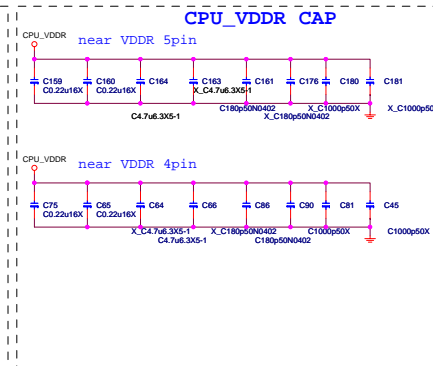 CPU_VDDR CAP
CPU_VDDR near VDDR 5pin
C159 C160 C164 C163 C161 C176 C180 C181
C0.22u16X C0.22u16X X_C4.7u6.3X5-1
C180p50N0402 X_C1000p50X X_C1000p50
C4.7u6.3X5-1 X_C180p50N0402
CPU_VDDR near VDDR 4pin
C75 C65 C64 C66 C86 C90 C81 C45
C0.22u16X C0.22u16X
X_C4.7u6.3X5-1 X_C180p50N0402 C1000p50X C1000p50X
C4.7u6.3X5-1 C180p50N0402